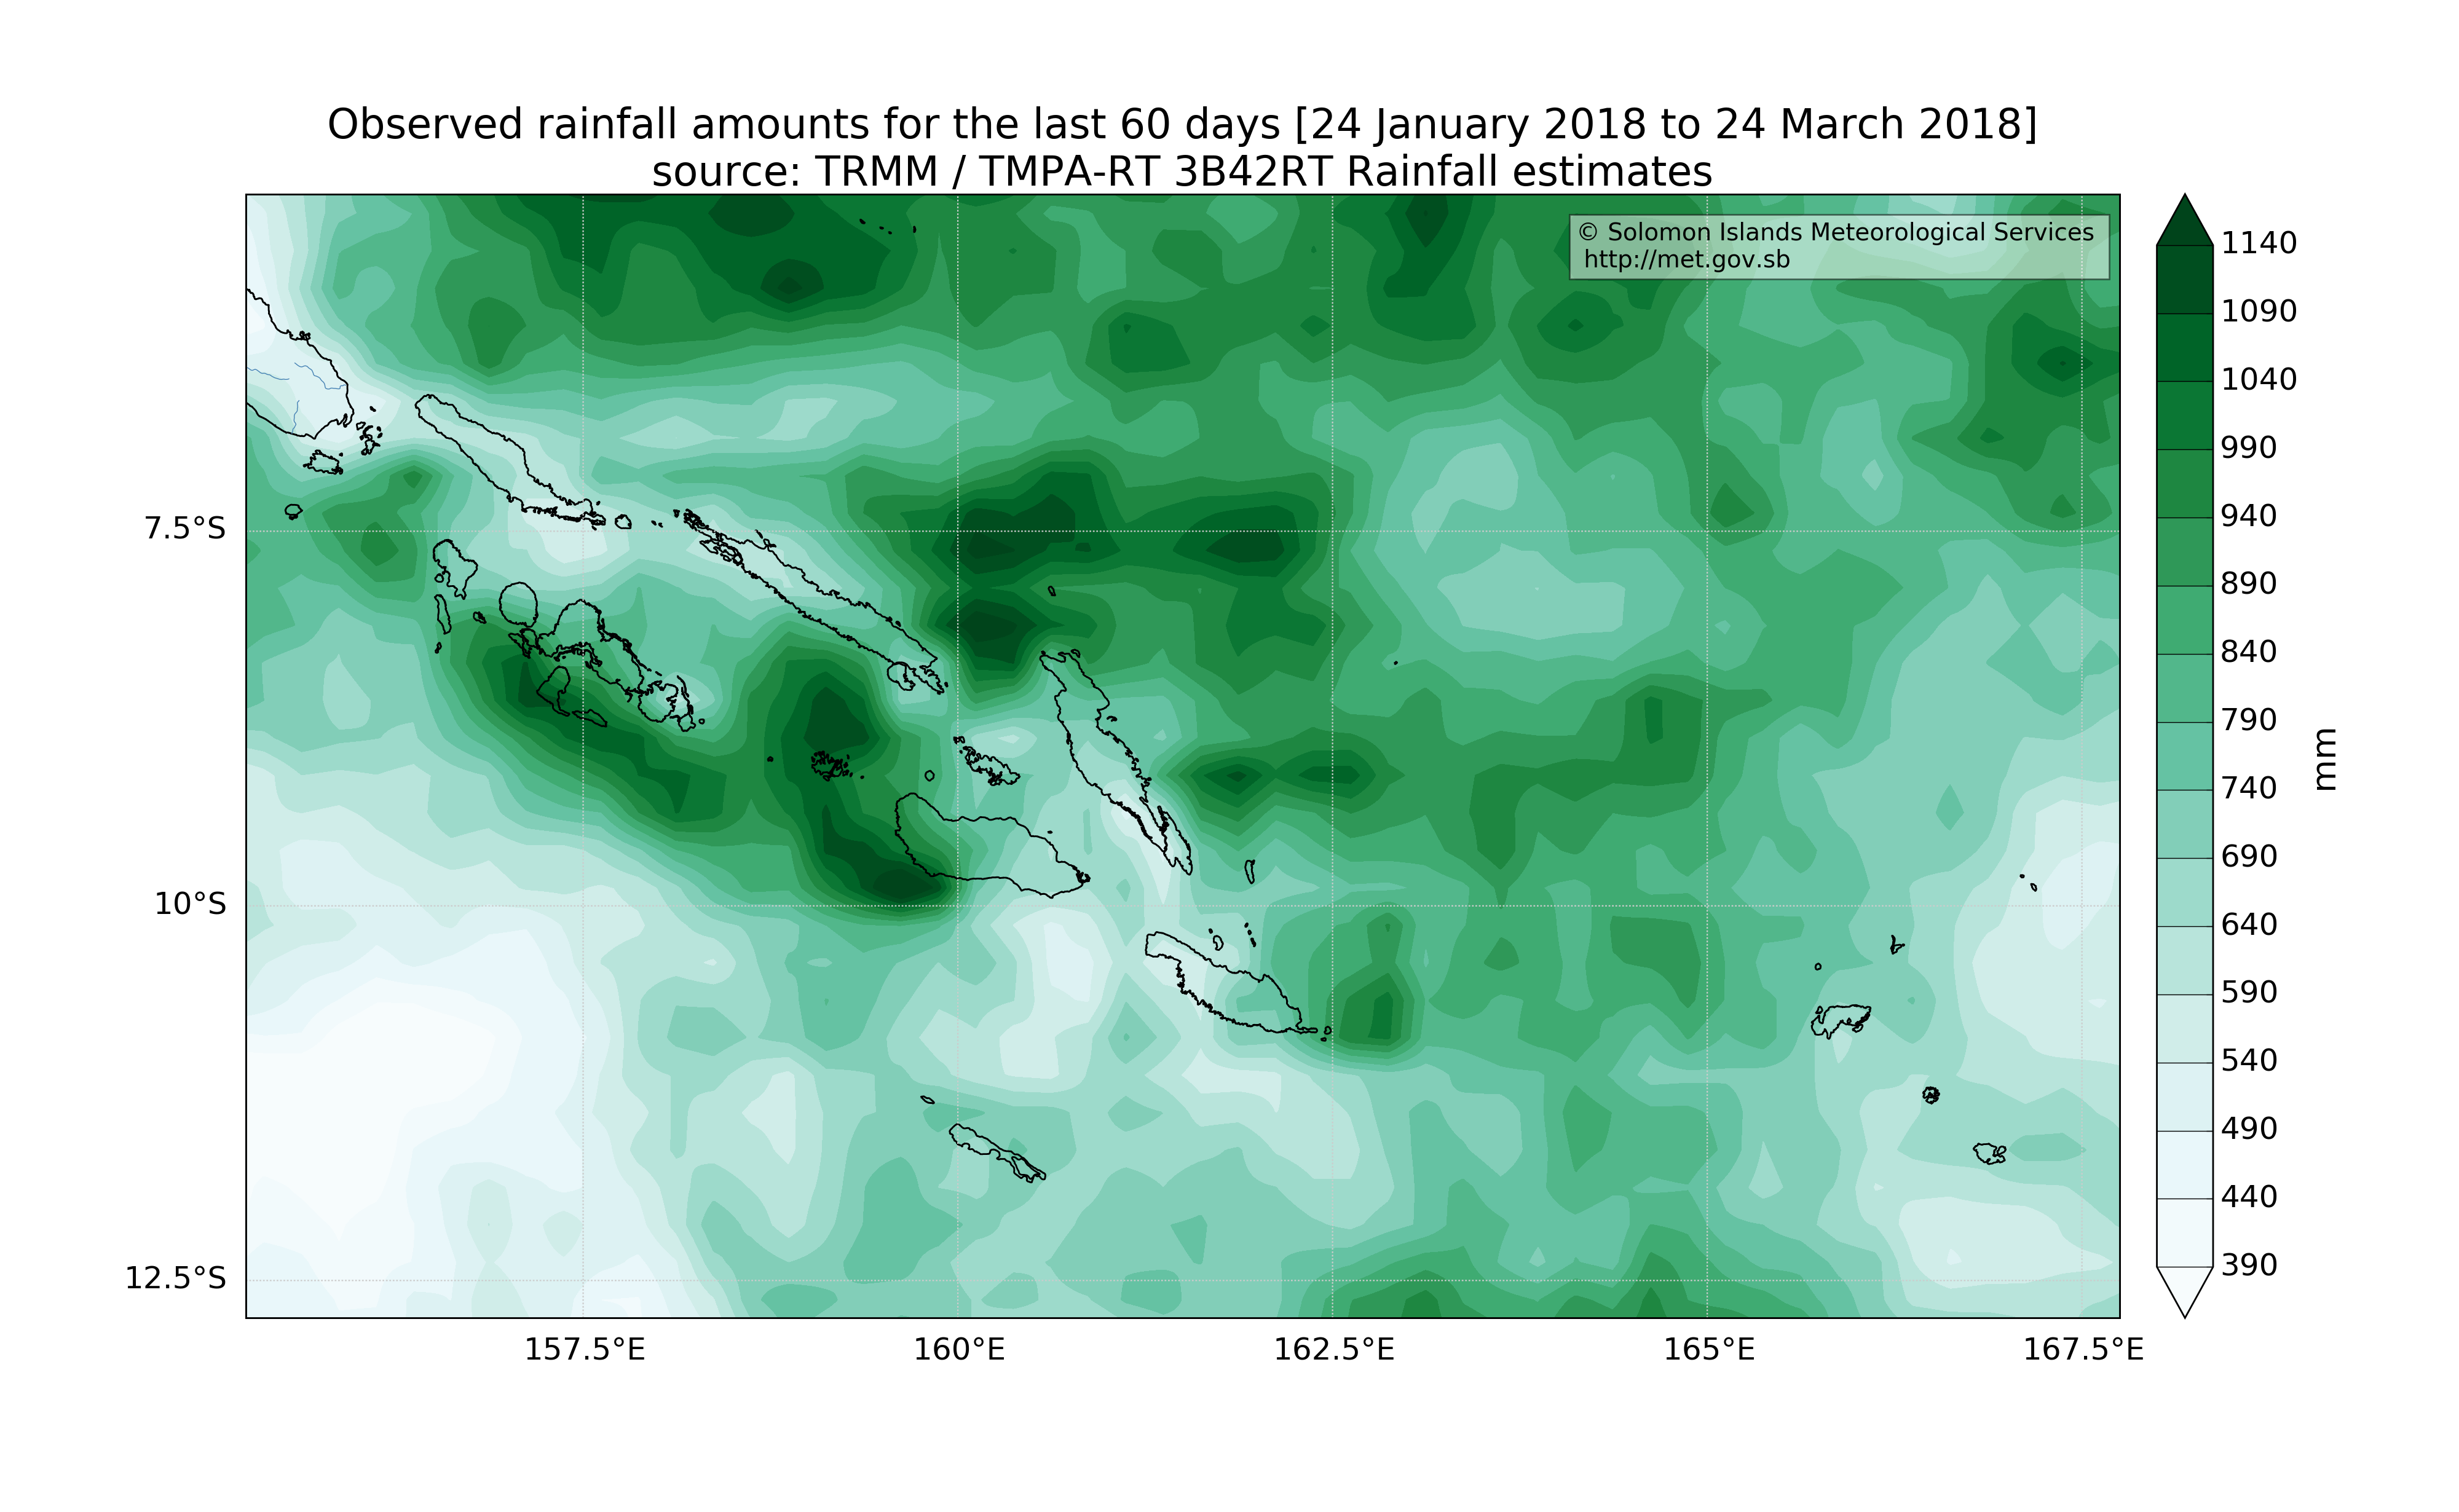 Observed rainfall amounts for the last 60 days [24 January 2018 to 24 March 2018]
source: TRMM / TMPA-RT 3B42RT Rainfall estimates
© Solomon Islands Meteorological Services
http://met.gov.sb
7.5°S
10°S
12.5°S
157.5°E
160°E
162.5°E
165°E
167.5°E
1140
1090
1040
990
940
890
840
790
740
690
640
590
540
490
440
390
mm